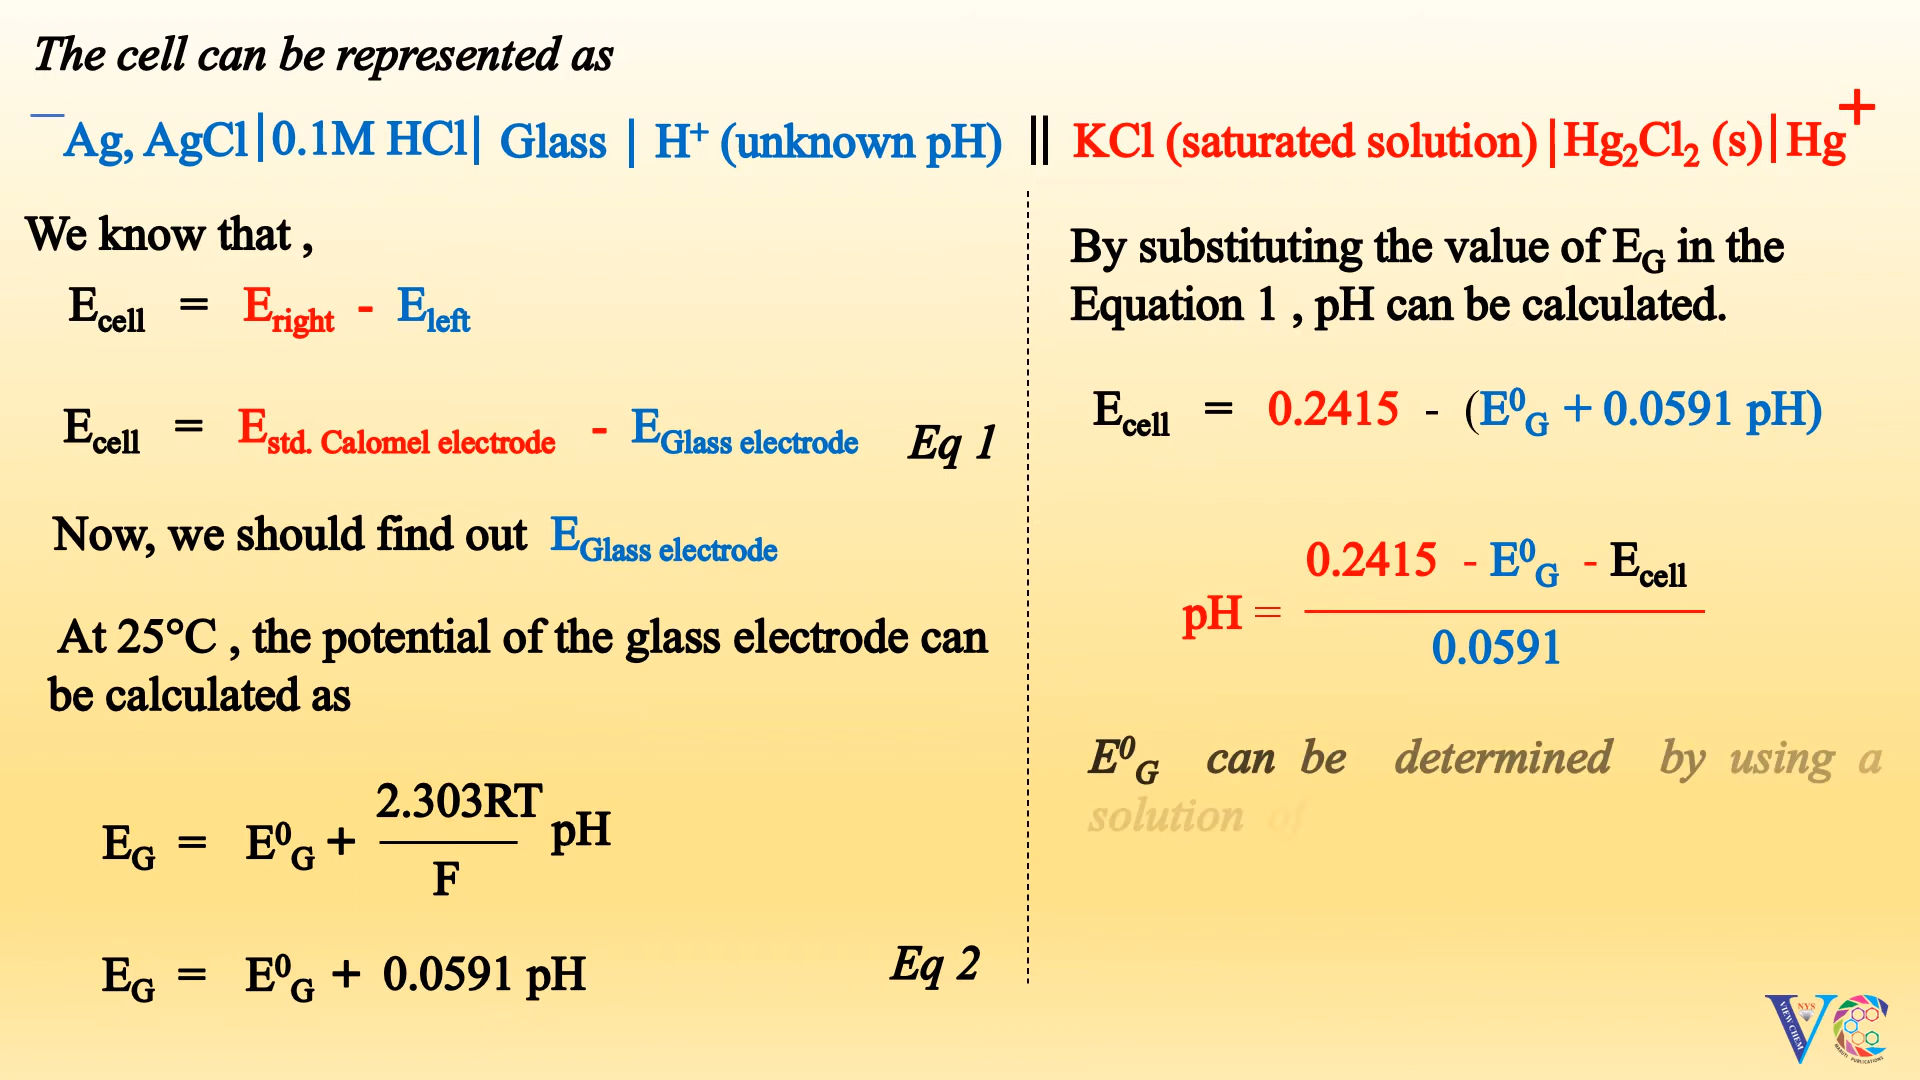 The cell can be represented as
⁻Ag, AgCl|0.1M HCl| Glass | H⁺ (unknown pH) || KCl (saturated solution)|Hg₂Cl₂ (s)|Hg⁺
We know that ,
E_cell = E_right - E_left
E_cell = E_std. Calomel electrode - E_Glass electrode Eq 1
Now, we should find out E_Glass electrode
At 25°C , the potential of the glass electrode can
be calculated as
E_G = E⁰_G + 2.303RT/F pH
E_G = E⁰_G + 0.0591 pH Eq 2
By substituting the value of E_G in the
Equation 1 , pH can be calculated.
E_cell = 0.2415 - (E⁰_G + 0.0591 pH)
pH = 0.2415 - E⁰_G - E_cell / 0.0591
E⁰_G can be determined by using a
solution of
NYS
VIEW CHEM
VC